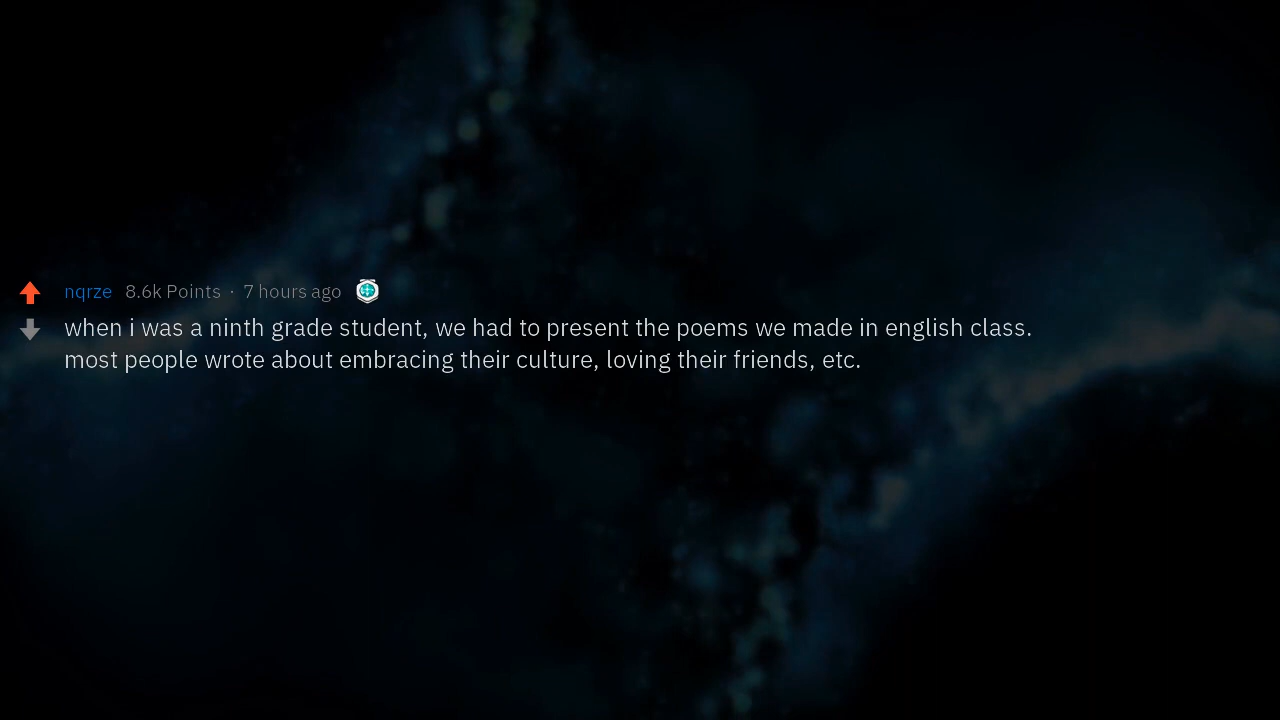 nqrze 8.6k Points · 7 hours ago
when i was a ninth grade student, we had to present the poems we made in english class.
most people wrote about embracing their culture, loving their friends, etc.